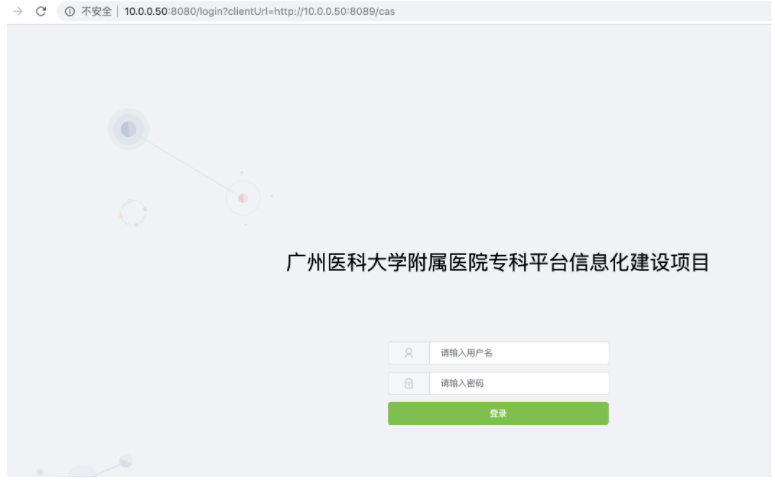 不安全 | 10.0.0.50:8080/login?clientUrl=http://10.0.0.50:8089/cas
广州医科大学附属医院专科平台信息化建设项目
请输入用户名
请输入密码
登录